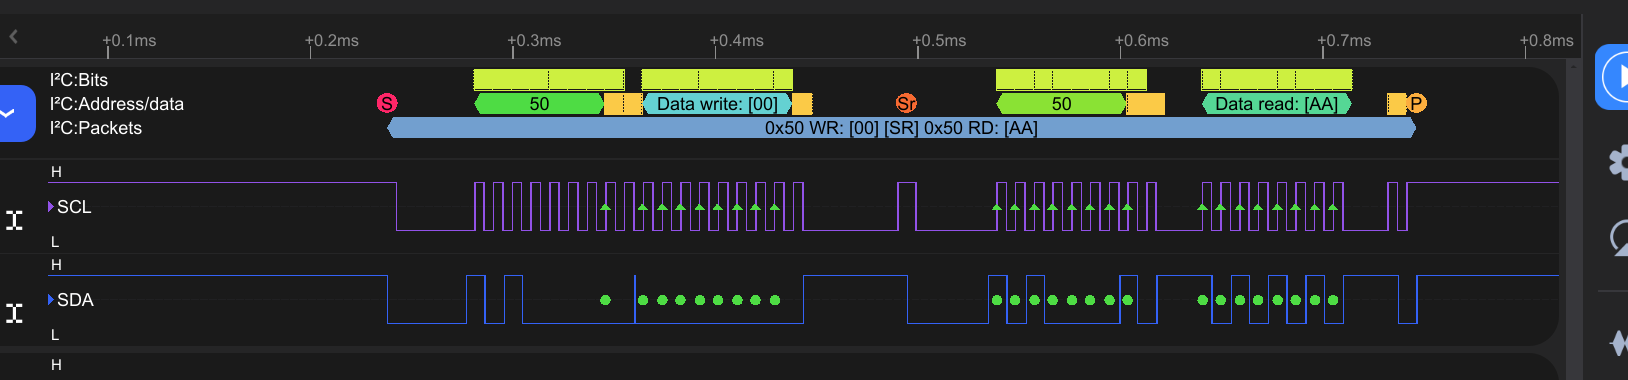 +0.1ms +0.2ms +0.3ms +0.4ms +0.5ms +0.6ms +0.7ms +0.8ms
I²C:Bits
I²C:Address/data S 50 Data write: [00] Sr 50 Data read: [AA] P
I²C:Packets 0x50 WR: [00] [SR] 0x50 RD: [AA]
H
SCL
L
H
SDA
L
H